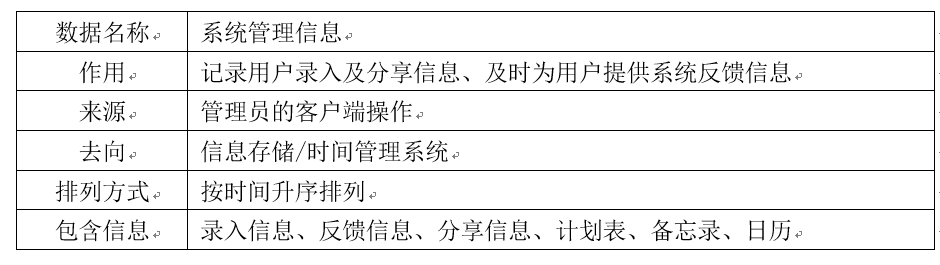 数据名称 系统管理信息
作用 记录用户录入及分享信息、及时为用户提供系统反馈信息
来源 管理员的客户端操作
去向 信息存储/时间管理系统
排列方式 按时间升序排列
包含信息 录入信息、反馈信息、分享信息、计划表、备忘录、日历